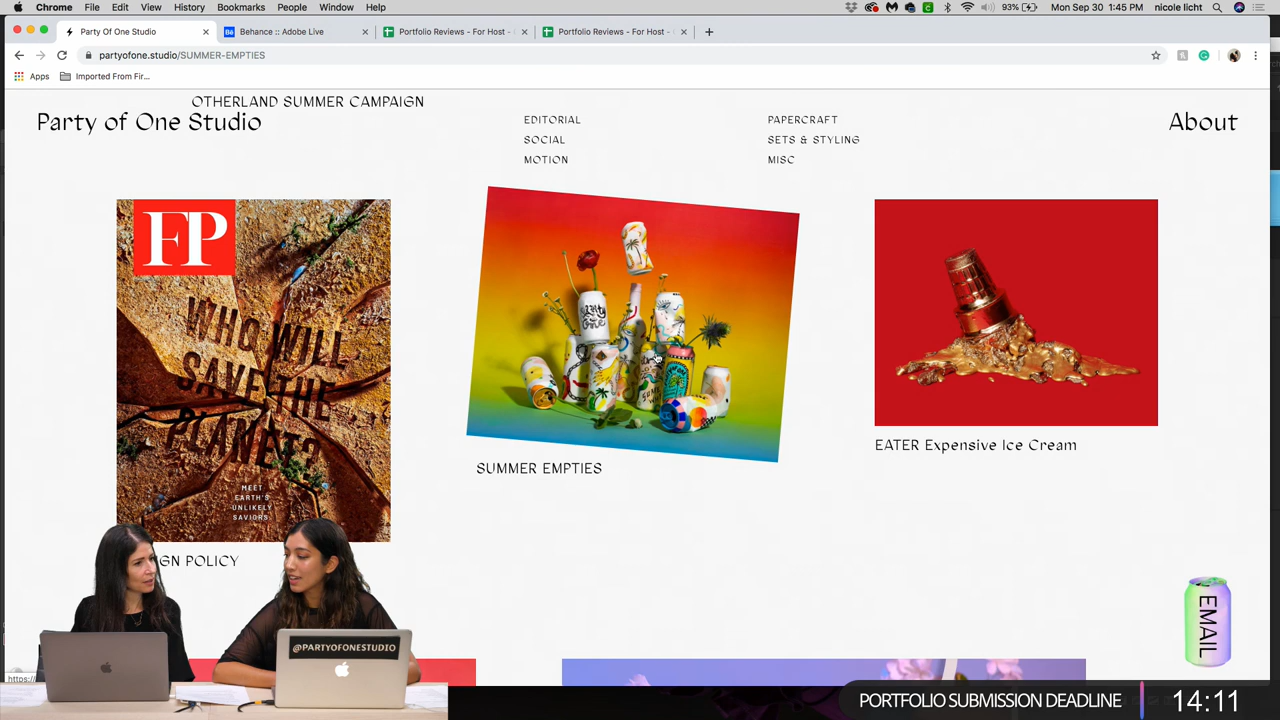 Chrome File Edit View History Bookmarks People Window Help
93% Mon Sep 30 1:45 PM nicole licht
Party Of One Studio
Behance :: Adobe Live
Portfolio Reviews - For Host -
Portfolio Reviews - For Host -
partyofone.studio/SUMMER-EMPTIES
Apps Imported From Fir...
OTHERLAND SUMMER CAMPAIGN
Party of One Studio
EDITORIAL
SOCIAL
MOTION
PAPERCRAFT
SETS & STYLING
MISC
About
FP
WHO WILL
SAVE THE
PLANET?
MEET
EARTH'S
UNLIKELY
SAVIORS.
IGN POLICY
Party
One
SUMMER EMPTIES
EATER Expensive Ice Cream
EMAIL
@PARTYOFONESTUDIO
https://
PORTFOLIO SUBMISSION DEADLINE 14:11